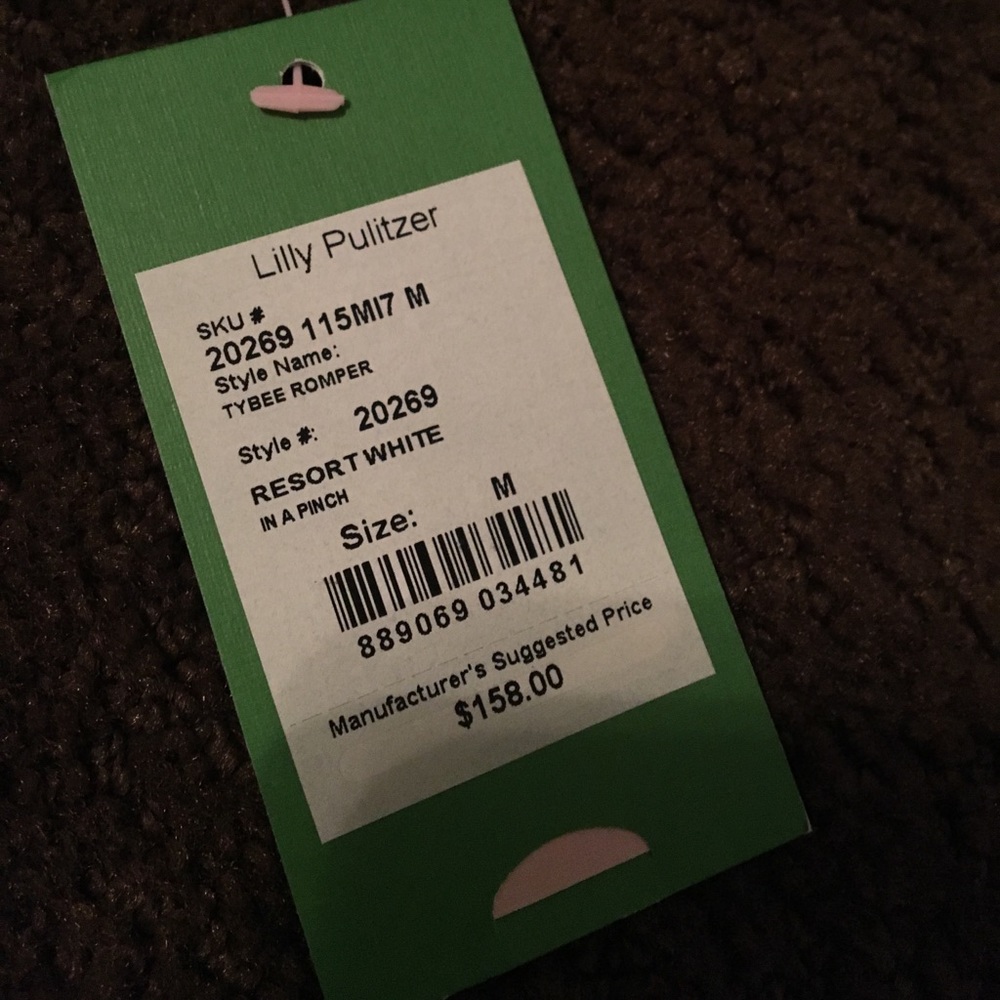 Lilly Pulitzer
SKU #
20269 115MI7 M
Style Name:
TYBEE ROMPER
Style #: 20269
RESORT WHITE
IN A PINCH
Size: M
889069 034481
Manufacturer's Suggested Price
$158.00